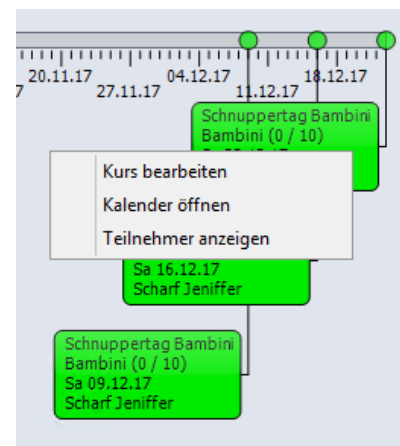 20.11.17
04.12.17
18.12.17
7
27.11.17
11.12.17
Schnuppertag Bambini
Bambini (0 / 10)
Kurs bearbeiten
Kalender öffnen
Teilnehmer anzeigen
Sa 16.12.17
Scharf Jeniffer
Schnuppertag Bambini
Bambini (0 / 10)
Sa 09.12.17
Scharf Jeniffer